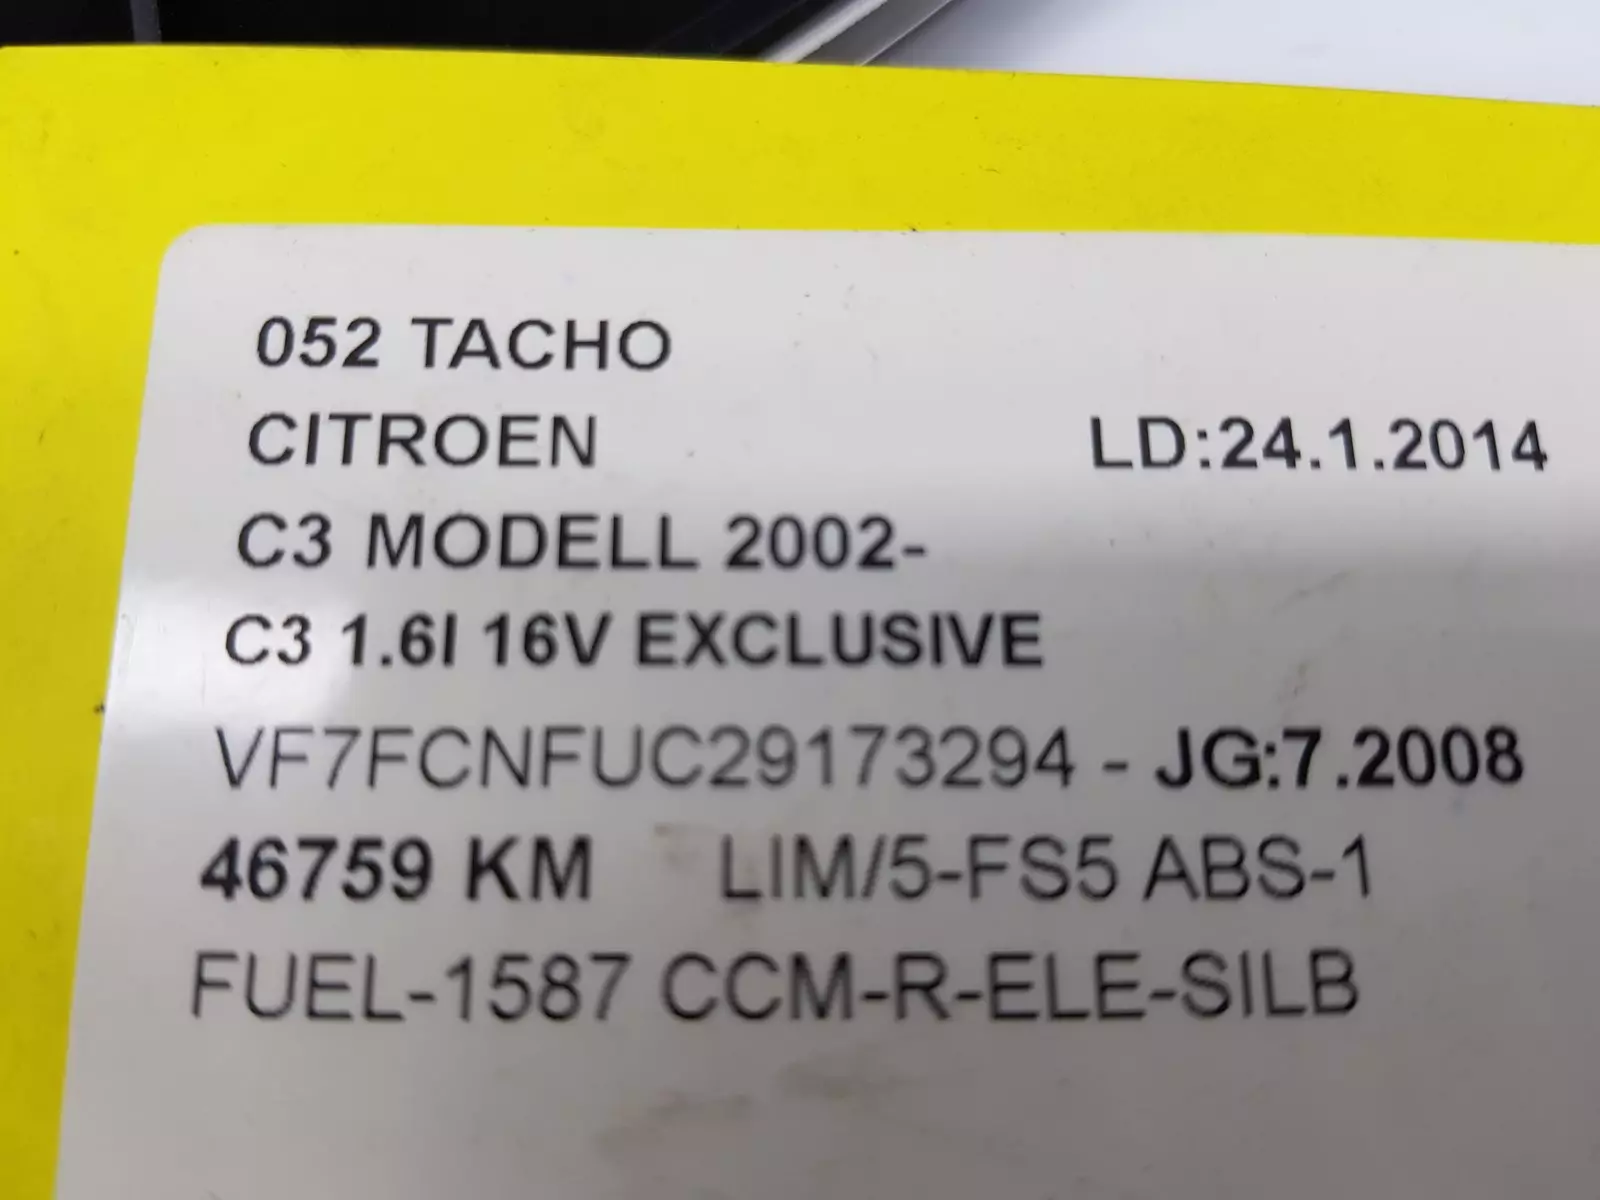 052 TACHO
CITROEN LD:24.1.2014
C3 MODELL 2002-
C3 1.6I 16V EXCLUSIVE
VF7FCNFUC29173294 - JG:7.2008
46759 KM LIM/5-FS5 ABS-1
FUEL-1587 CCM-R-ELE-SILB